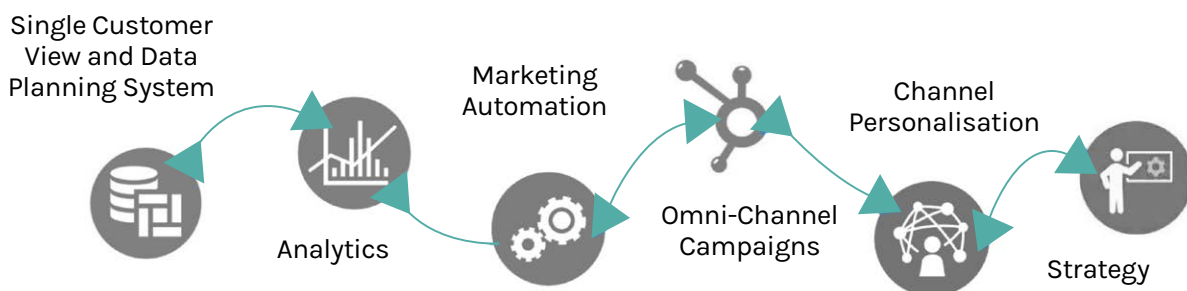 Single Customer
View and Data
Planning System
Analytics
Marketing
Automation
Omni-Channel
Campaigns
Channel
Personalisation
Strategy